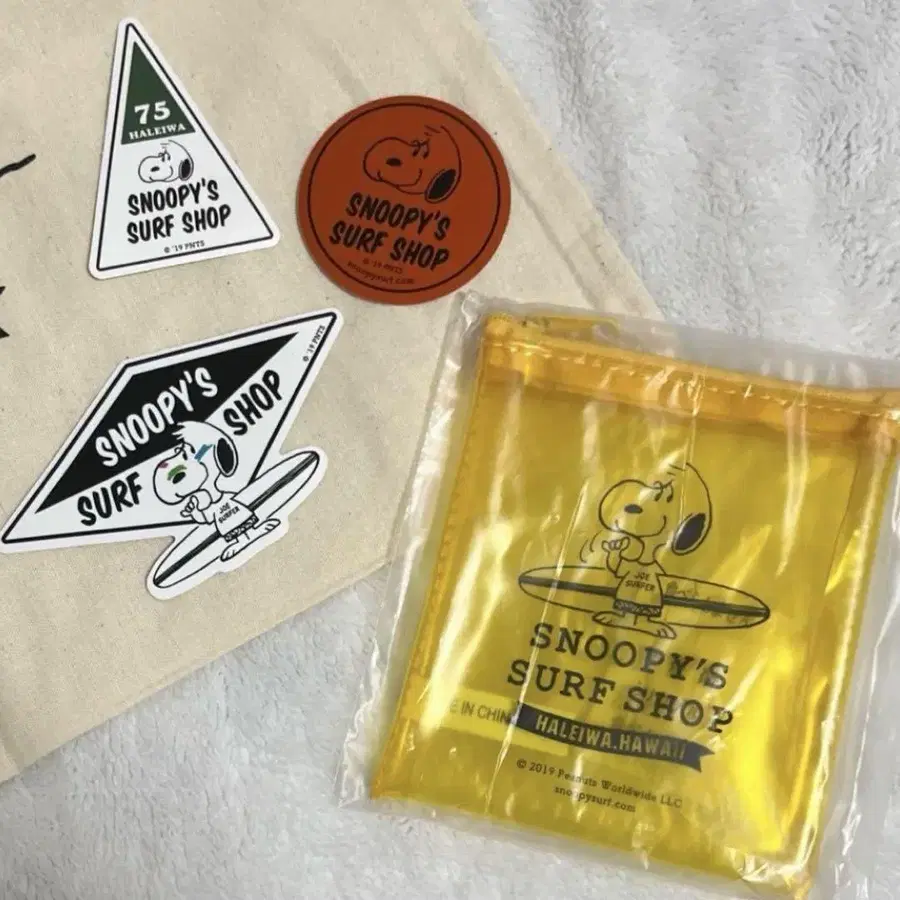 75
HALEIWA
SNOOPY'S
SURF SHOP
© '19 PNTS
SNOOPY'S
SURF SHOP
© '19 PNTS
snoopysurf.com
© '19 PNTS
SNOOPY'S
SURF SHOP
JOE
SURFER
JOE
SURFER
SNOOPY'S
SURF SHOP
IN CHINA
HALEIWA.HAWAII
© 2019 Peanuts Worldwide LLC
snoopysurf.com